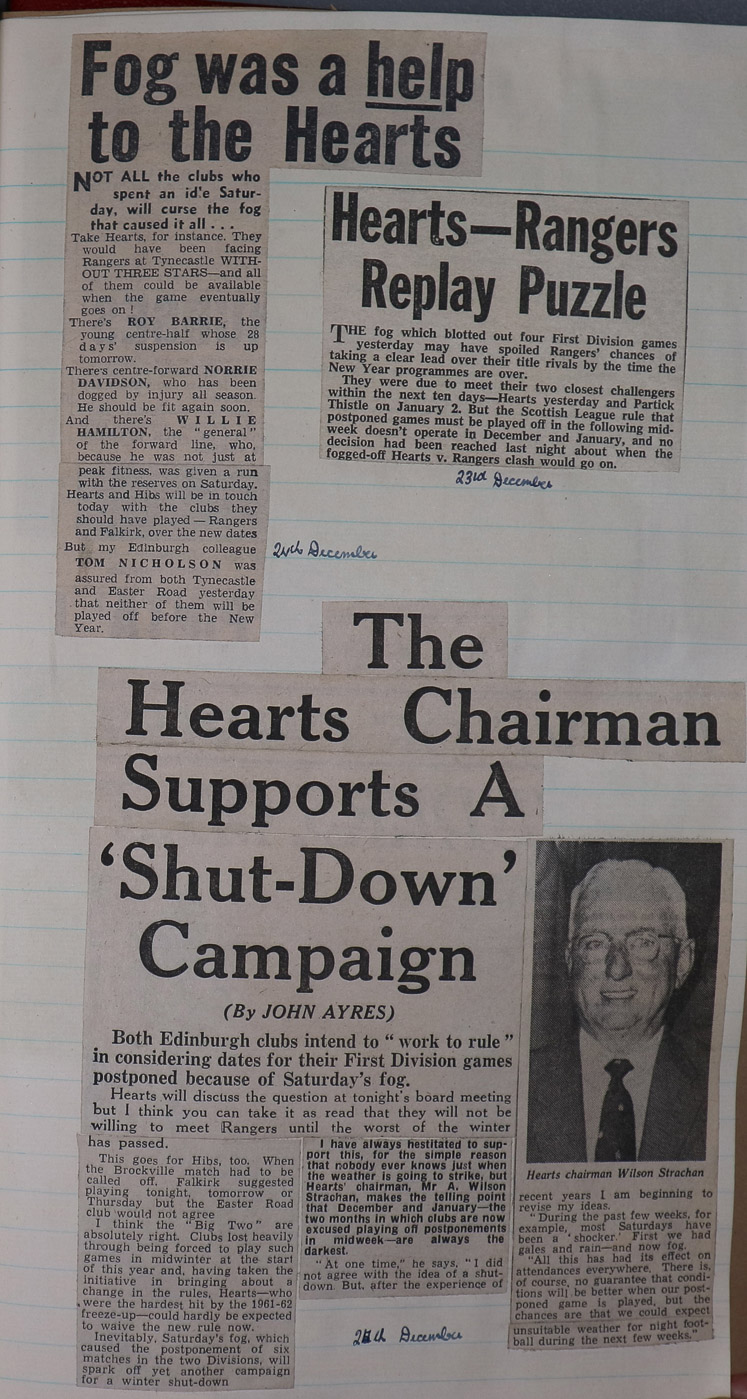 Fog was a help
to the Hearts
NOT ALL the clubs who
spent an id'e Satur-
day, will curse the fog
that caused it all . . .
Take Hearts, for instance. They
would have been facing
Rangers at Tynecastle WITH-
OUT THREE STARS—and all
of them could be available
when the game eventually
goes on !
There's ROY BARRIE, the
young centre-half whose 28
days' suspension is up
tomorrow.
There's centre-forward NORRIE
DAVIDSON, who has been
dogged by injury all season.
He should be fit again soon.
And there's WILLIE
HAMILTON, the "general"
of the forward line, who,
because he was not just at
peak fitness, was given a run
with the reserves on Saturday.
Hearts and Hibs will be in touch
today with the clubs they
should have played — Rangers
and Falkirk, over the new dates
But my Edinburgh colleague
TOM NICHOLSON was
assured from both Tynecastle
and Easter Road yesterday
that neither of them will be
played off before the New
Year.
24th December
Hearts—Rangers
Replay Puzzle
THE fog which blotted out four First Division games
yesterday may have spoiled Rangers' chances of
taking a clear lead over their title rivals by the time the
New Year programmes are over.
They were due to meet their two closest challengers
within the next ten days—Hearts yesterday and Partick
Thistle on January 2. But the Scottish League rule that
postponed games must be played off in the following mid-
week doesn't operate in December and January, and no
decision had been reached last night about when the
fogged-off Hearts v. Rangers clash would go on.
23rd December
The
Hearts Chairman
Supports A
'Shut-Down'
Campaign
(By JOHN AYRES)
Both Edinburgh clubs intend to "work to rule"
in considering dates for their First Division games
postponed because of Saturday's fog.
Hearts will discuss the question at tonight's board meeting
but I think you can take it as read that they will not be
willing to meet Rangers until the worst of the winter
has passed.
This goes for Hibs, too. When
the Brockville match had to be
called off, Falkirk suggested
playing tonight, tomorrow or
Thursday but the Easter Road
club would not agree
I think the "Big Two" are
absolutely right. Clubs lost heavily
through being forced to play such
games in midwinter at the start
of this year and, having taken the
initiative in bringing about a
change in the rules, Hearts—who
were the hardest hit by the 1961-62
freeze-up—could hardly be expected
to waive the new rule now.
Inevitably, Saturday's fog, which
caused the postponement of six
matches in the two Divisions, will
spark off yet another campaign
for a winter shut-down
I have always hestitated to sup-
port this, for the simple reason
that nobody ever knows just when
the weather is going to strike, but
Hearts' chairman, Mr A. Wilson
Strachan, makes the telling point
that December and January—the
two months in which clubs are now
excused playing off postponements
in midweek—are always the
darkest.
"At one time," he says, "I did
not agree with the idea of a shut-
down. But, after the experience of
December
Hearts chairman Wilson Strachan
recent years I am beginning to
revise my ideas.
"During the past few weeks, for
example, most Saturdays have
been a 'shocker.' First we had
gales and rain—and now fog.
"All this has had its effect on
attendances everywhere. There is,
of course, no guarantee that condi-
tions will be better when our post-
poned game is played, but the
chances are that we could expect
unsuitable weather for night foot-
ball during the next few weeks."